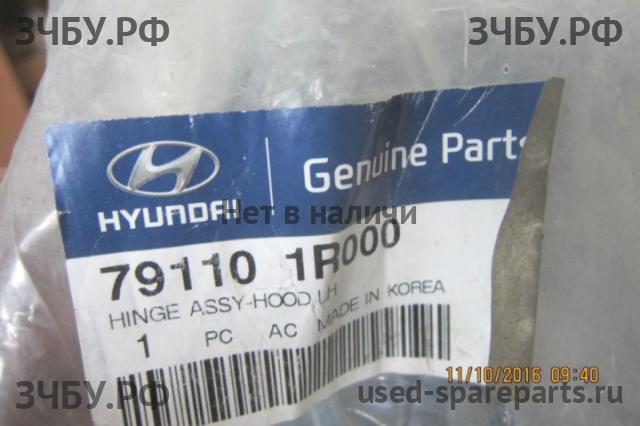 ЗЧБУ.РФ
ЗЧБУ.РФ
HYUNDAI
Genuine Parts
Нет в наличи
79110 1R000
HINGE ASSY-HOOD LH
1 PC AC MADE IN KOREA
11/10/2016 09:40
ЗЧБУ.РФ
used-spareparts.ru